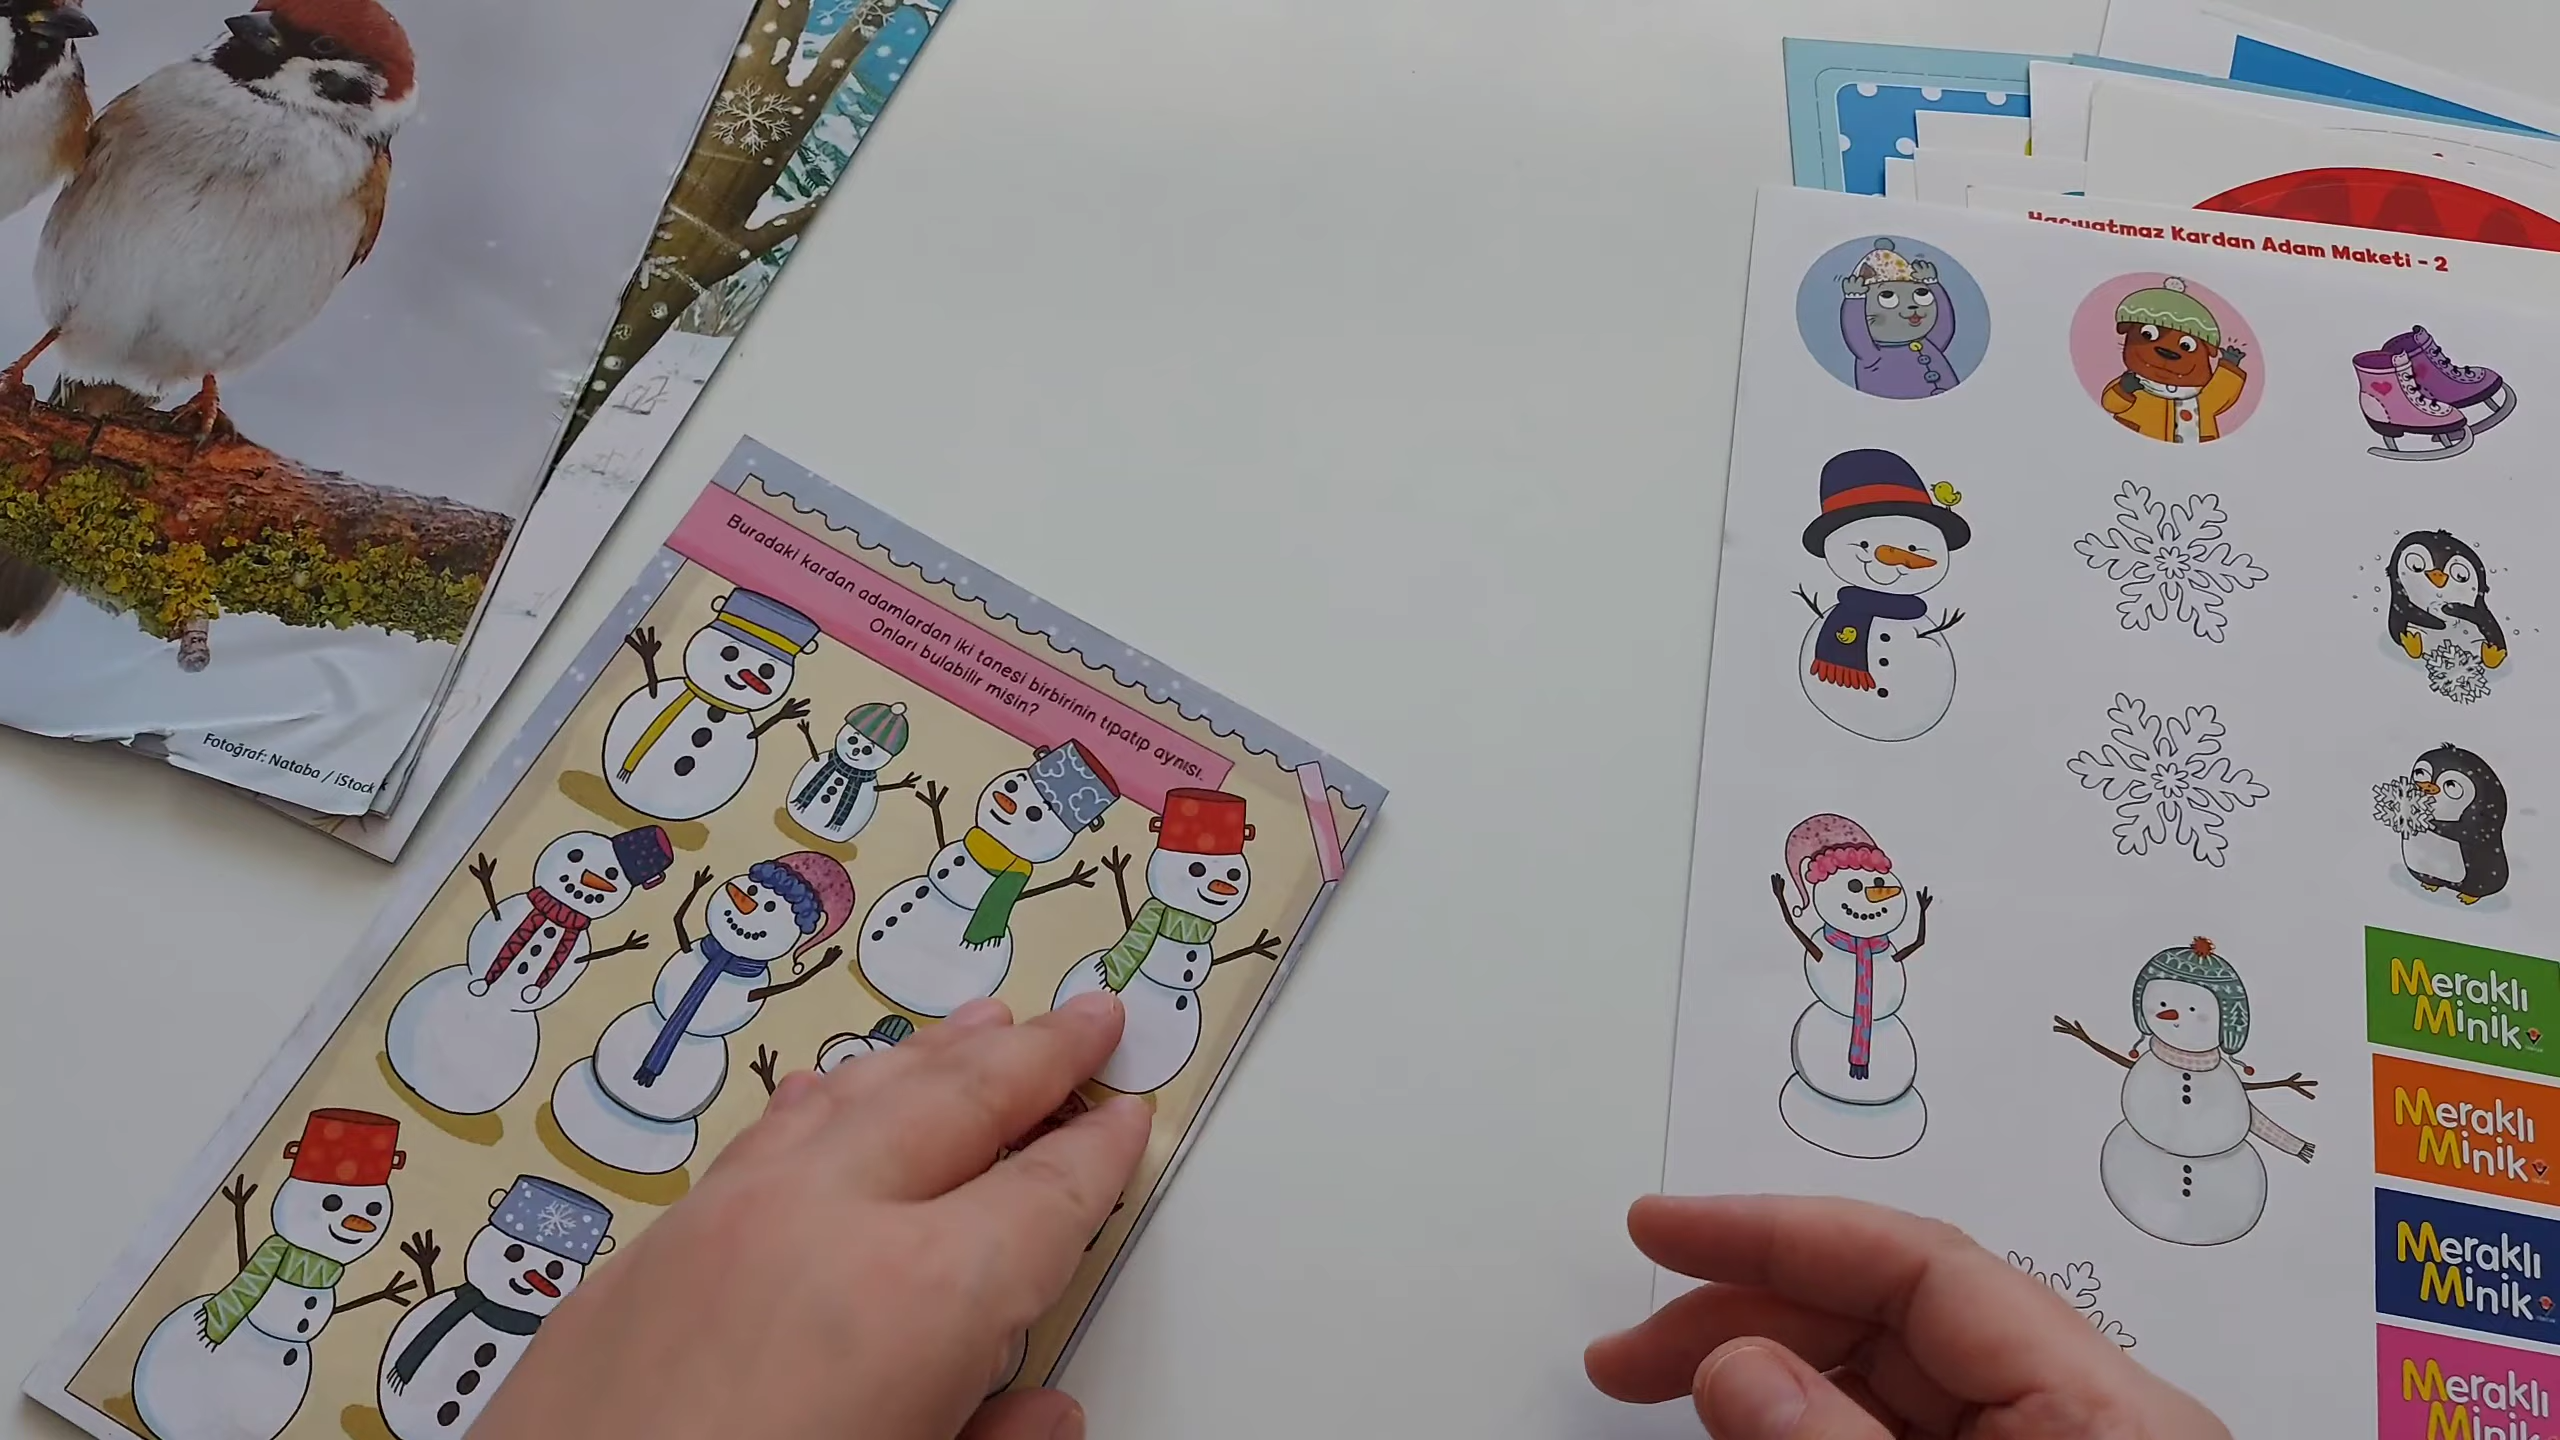 Fotoğraf: Nataba / iStock
Buradaki kardan adamlardan iki tanesi birbirinin tıpatıp aynısı.
Onları bulabilir misin?
Kardan Adam Maketi - 2
Meraklı
Minik
Meraklı
Minik
Meraklı
Minik
Meraklı
Minik